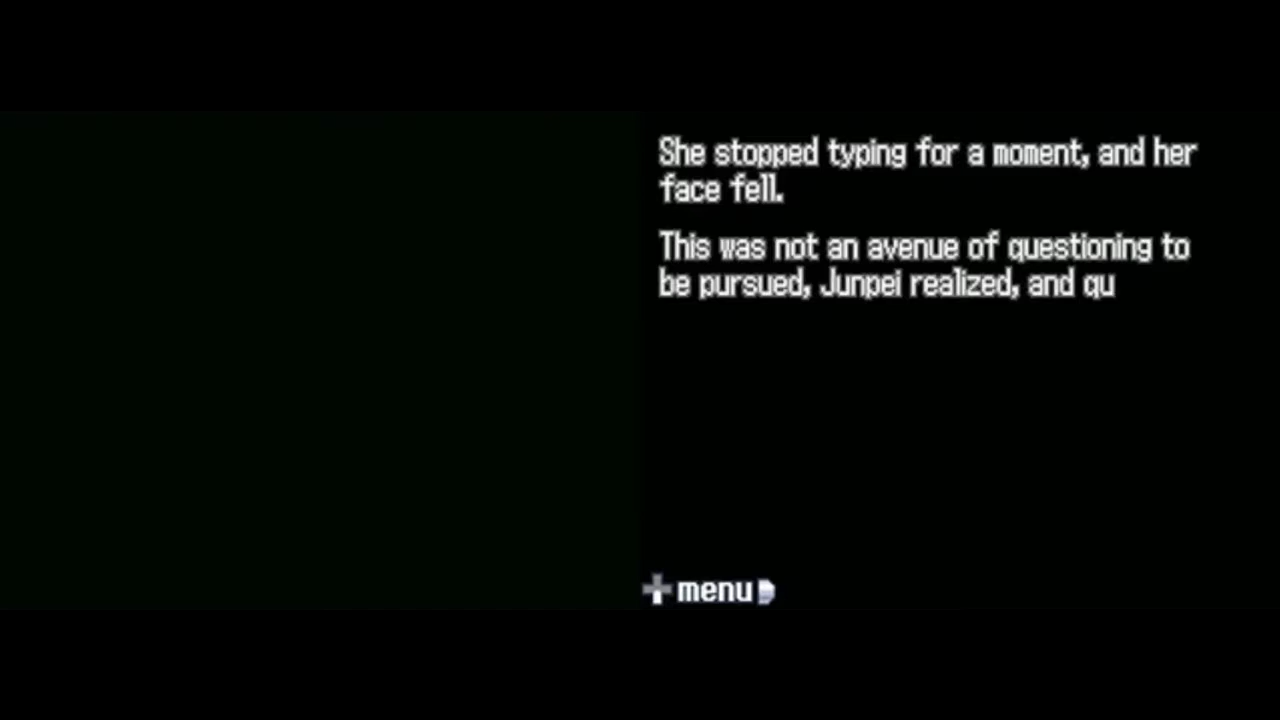 She stopped typing for a moment, and her
face fell.
This was not an avenue of questioning to
be pursued, Junpei realized, and qu
menu